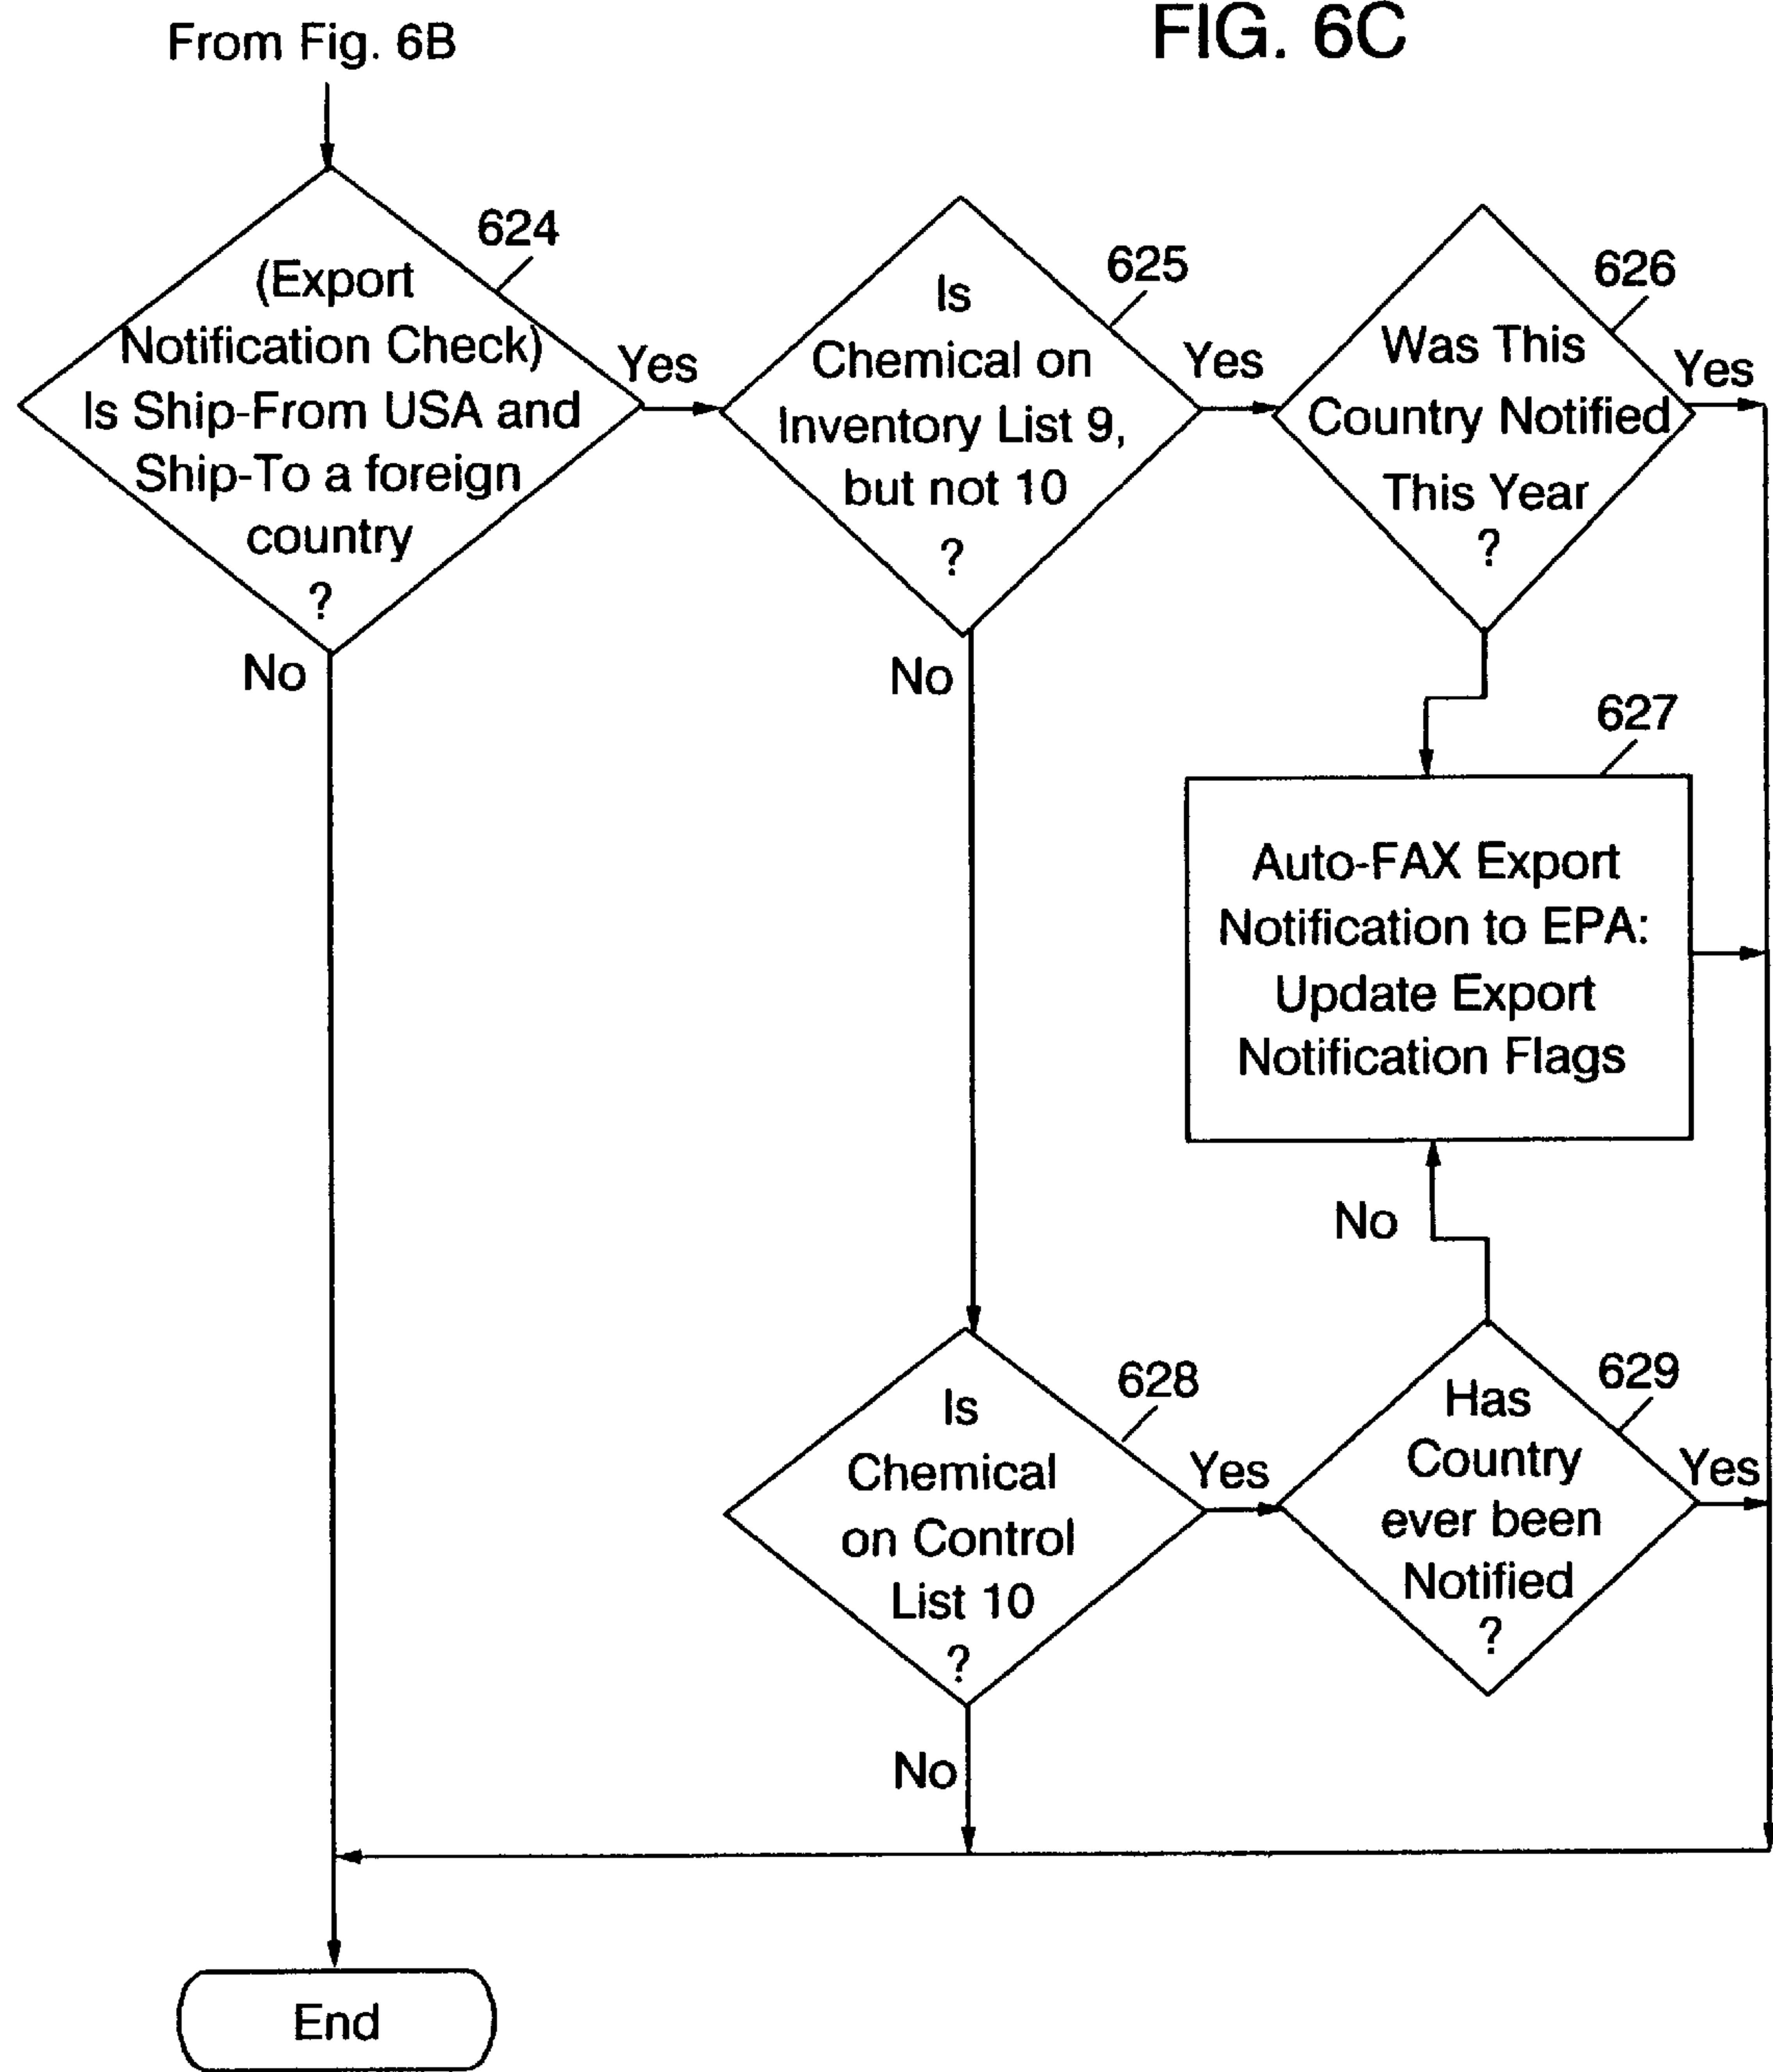 FIG. 6C
From Fig. 6B
624
(Export
Notification Check)
Is Ship-From USA and
Ship-To a foreign
country
?
Yes
No
625
Is
Chemical on
Inventory List 9,
but not 10
?
Yes
No
626
Was This
Country Notified
This Year
?
Yes
627
Auto-FAX Export
Notification to EPA:
Update Export
Notification Flags
No
628
Is
Chemical
on Control
List 10
?
Yes
No
629
Has
Country
ever been
Notified
?
Yes
End